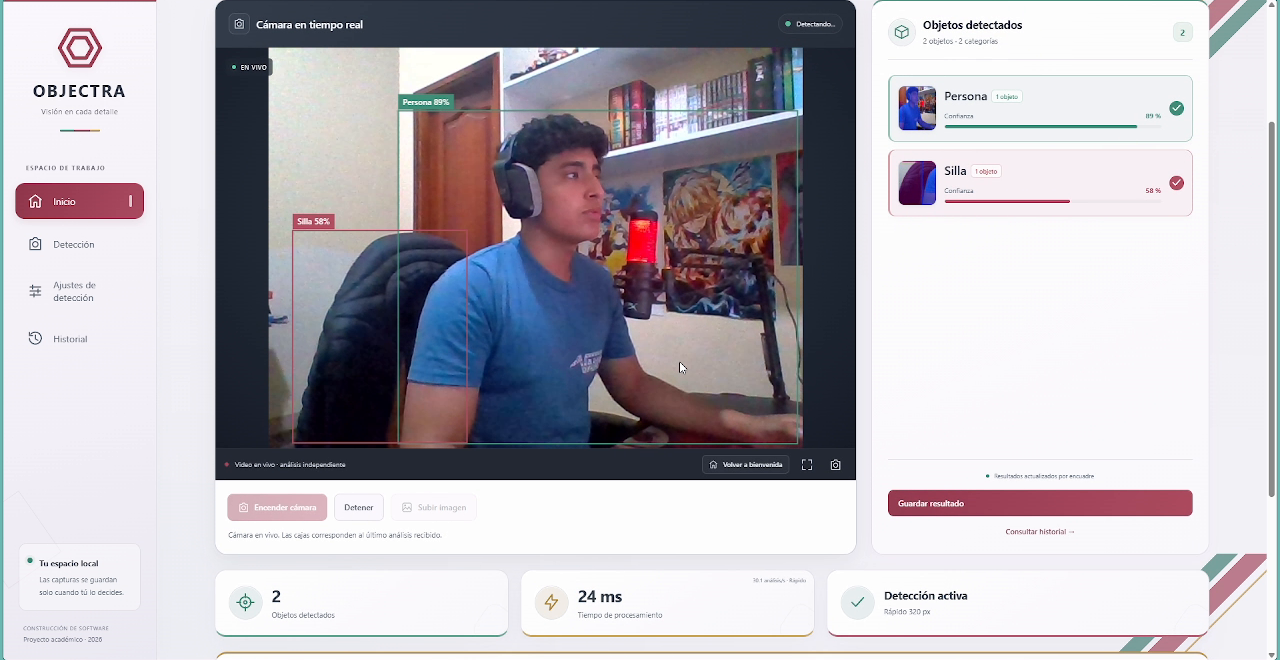 OBJECTRA
Visión en cada detalle
ESPACIO DE TRABAJO
Inicio
Detección
Ajustes de
detección
Historial
Tu espacio local
Las capturas se guardan
solo cuando tú lo decides.
CONSTRUCCIÓN DE SOFTWARE
Proyecto académico · 2026
Cámara en tiempo real
Detectando...
EN VIVO
Persona 89%
Silla 58%
Video en vivo · análisis independiente
Volver a bienvenida
Encender cámara
Detener
Subir imagen
Cámara en vivo. Las cajas corresponden al último análisis recibido.
Objetos detectados
2 objetos · 2 categorías
2
Persona
1 objeto
Confianza
89 %
Silla
1 objeto
Confianza
58 %
Resultados actualizados por encuadre
Guardar resultado
Consultar historial →
2
Objetos detectados
30.1 análisis/s · Rápido
24 ms
Tiempo de procesamiento
Detección activa
Rápido 320 px